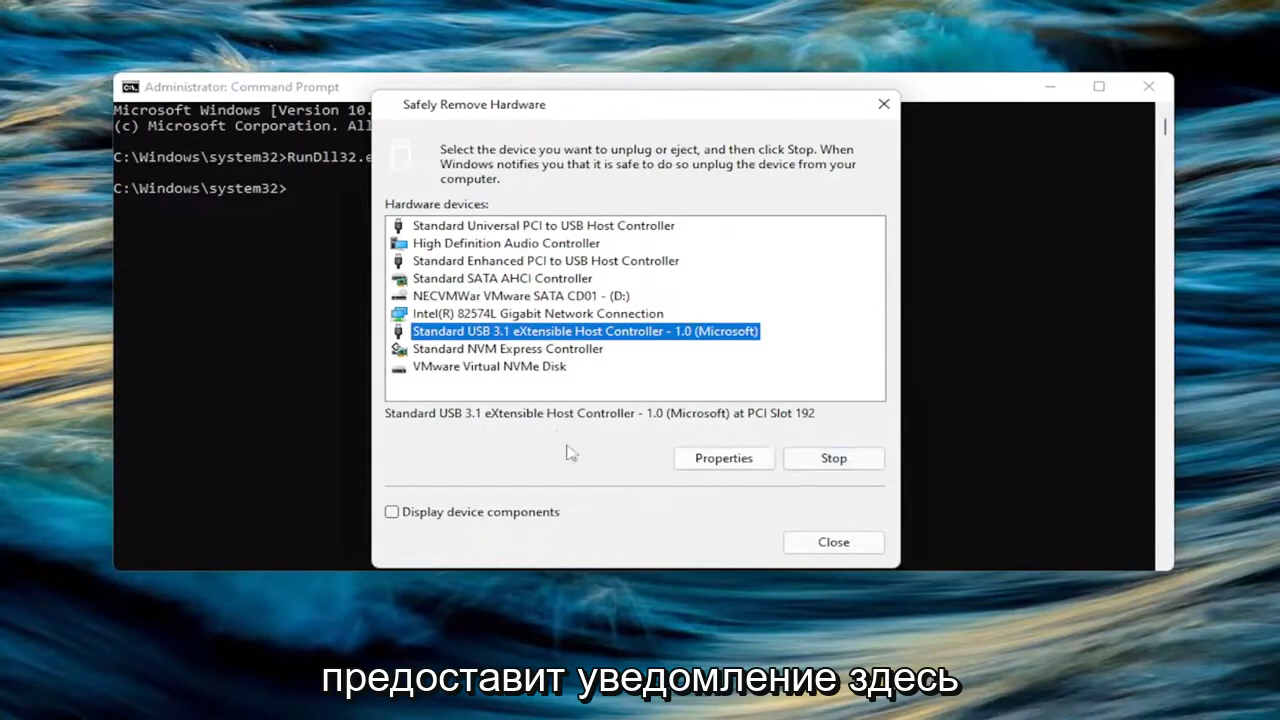 Administrator: Command Prompt
Microsoft Windows [Version 10.
(c) Microsoft Corporation. All
C:\Windows\system32>RunDll32.e
C:\Windows\system32>
Safely Remove Hardware
Select the device you want to unplug or eject, and then click Stop. When
Windows notifies you that it is safe to do so unplug the device from your
computer.
Hardware devices:
Standard Universal PCI to USB Host Controller
High Definition Audio Controller
Standard Enhanced PCI to USB Host Controller
Standard SATA AHCI Controller
NECVMWar VMware SATA CD01 - (D:)
Intel(R) 82574L Gigabit Network Connection
Standard USB 3.1 eXtensible Host Controller - 1.0 (Microsoft)
Standard NVM Express Controller
VMware Virtual NVMe Disk
Standard USB 3.1 eXtensible Host Controller - 1.0 (Microsoft) at PCI Slot 192
Properties
Stop
Display device components
Close
предоставит уведомление здесь